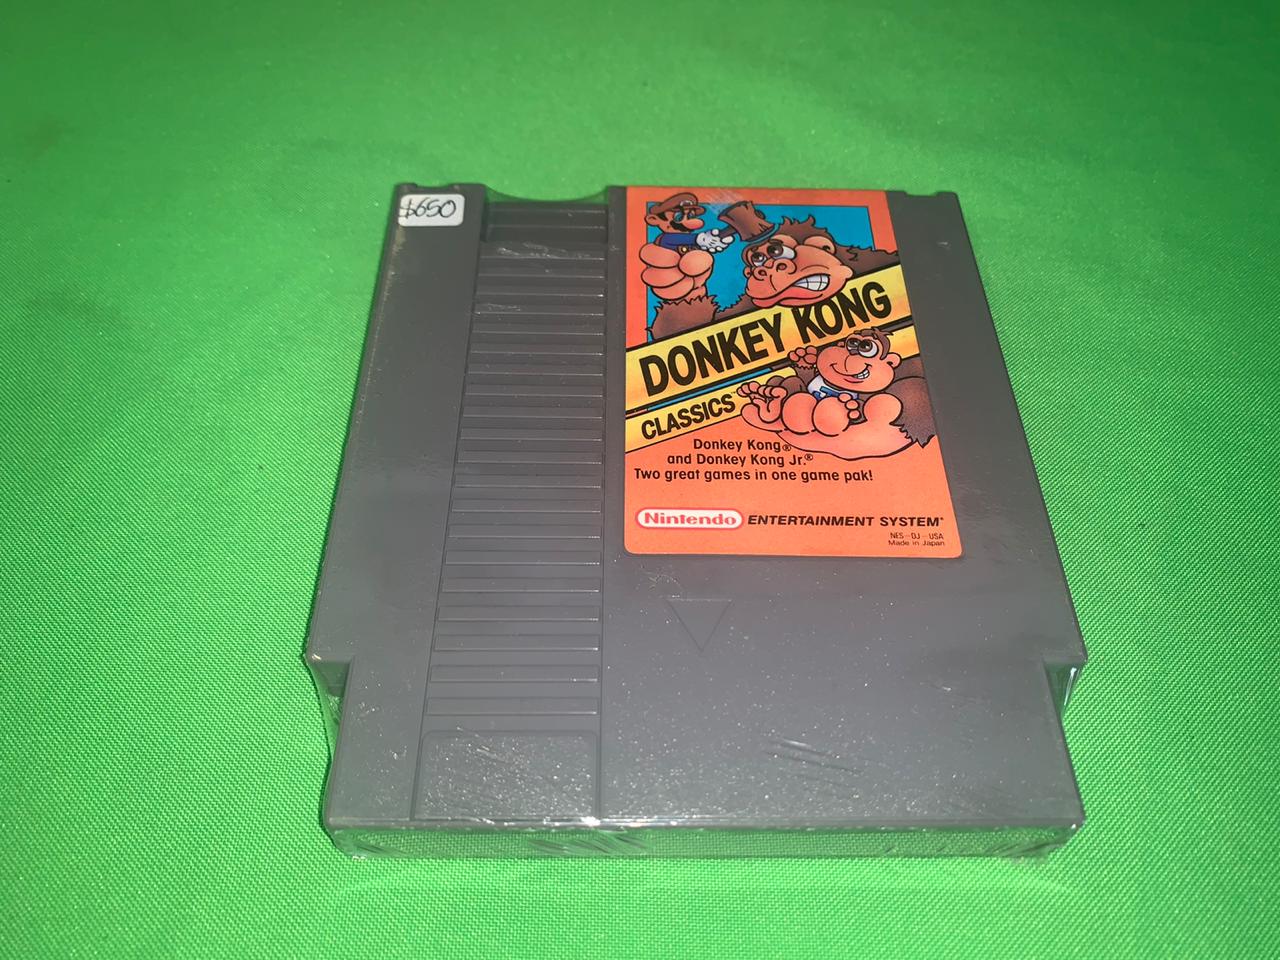 $650
DONKEY KONG
CLASSICS
Donkey Kong®
and Donkey Kong Jr.®
Two great games in one game pak!
Nintendo ENTERTAINMENT SYSTEM®
NES-DJ-USA
Made in Japan